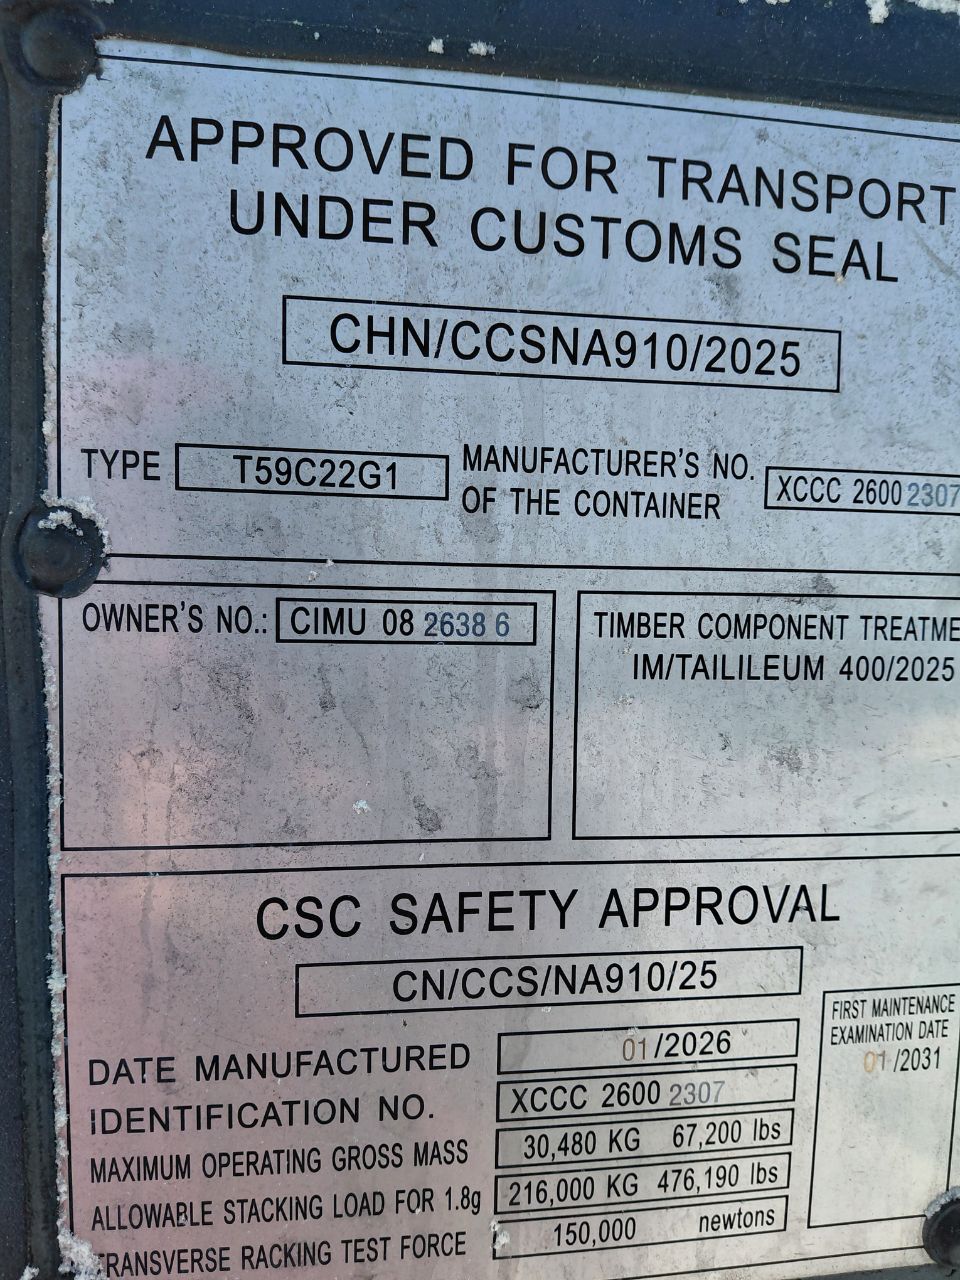 APPROVED FOR TRANSPORT
UNDER CUSTOMS SEAL
CHN/CCSNA910/2025
TYPE T59C22G1 MANUFACTURER'S NO.
OF THE CONTAINER XCCC 2600 2307
OWNER'S NO.: CIMU 08 2638 6
TIMBER COMPONENT TREATME
IM/TAILILEUM 400/2025
CSC SAFETY APPROVAL
CN/CCS/NA910/25
DATE MANUFACTURED 01/2026
IDENTIFICATION NO. XCCC 2600 2307
MAXIMUM OPERATING GROSS MASS 30,480 KG 67,200 lbs
ALLOWABLE STACKING LOAD FOR 1.8g 216,000 KG 476,190 lbs
TRANSVERSE RACKING TEST FORCE 150,000 newtons
FIRST MAINTENANCE
EXAMINATION DATE
01/2031